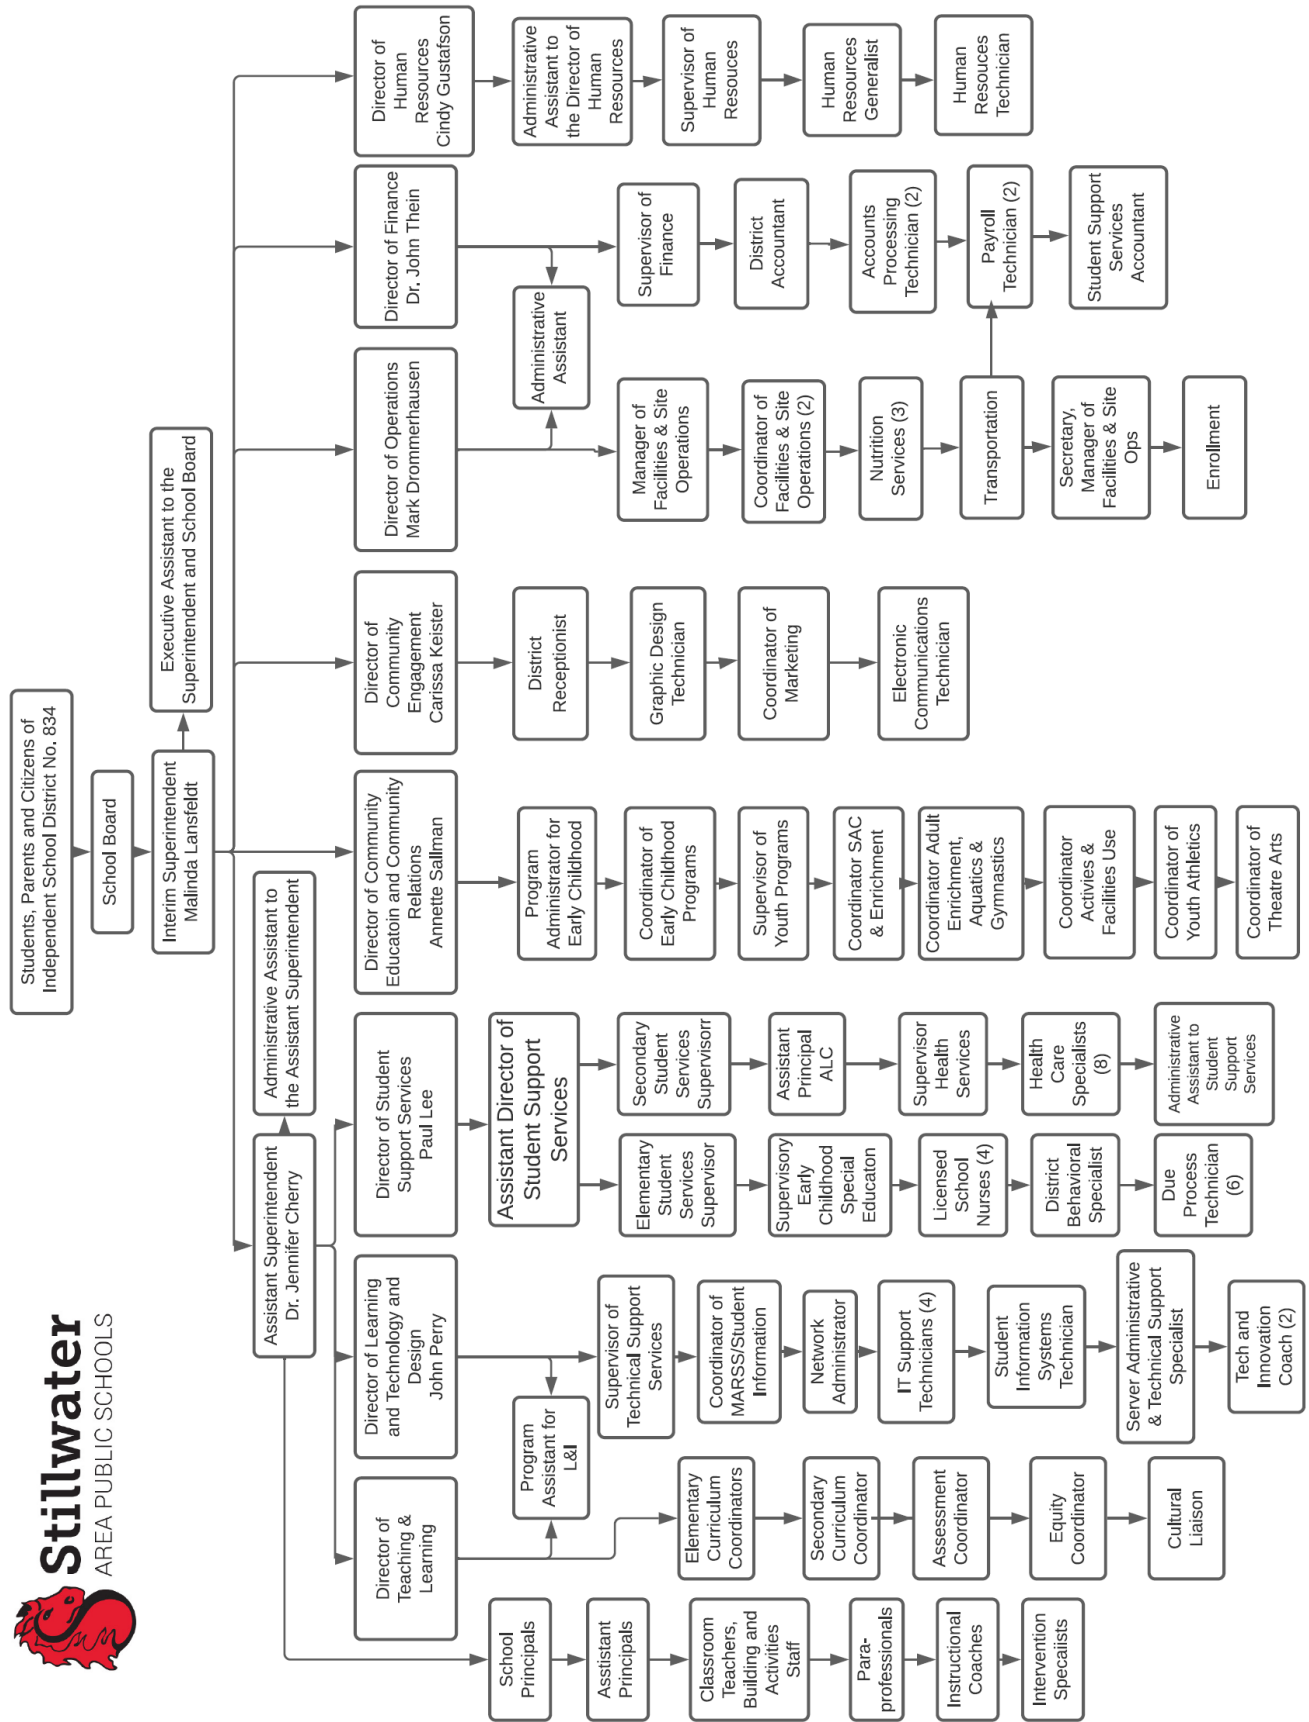 Stillwater
AREA PUBLIC SCHOOLS
Students, Parents and Citizens of
Independent School District No. 834
School Board
Interim Superintendent
Malinda Lansfeldt
Executive Assistant to the
Superintendent and School Board
Assistant Superintendent
Dr. Jennifer Cherry
Administrative Assistant to
the Assistant Superintendent
Director of
Teaching &
Learning
Director of Learning
and Technology and
Design
John Perry
Director of Student
Support Services
Paul Lee
Director of Community
Educatoin and Community
Relations
Annette Sallman
Director of
Community
Engagement
Carissa Keister
Director of Operations
Mark Drommerhausen
Director of Finance
Dr. John Thein
Director of
Human
Resources
Cindy Gustafson
School
Principals
Asstistant
Principals
Classroom
Teachers,
Building and
Activities
Staff
Para-
professionals
Instructional
Coaches
Intervention
Specailists
Program
Assistant for
L&I
Elementary
Curriculum
Coordinators
Secondary
Curriculum
Coordinator
Assessment
Coordinator
Equity
Coordinator
Cultural
Liaison
Supervisor of
Technical Support
Services
Coordinator of
MARSS/Student
Information
Network
Administrator
IT Support
Technicians (4)
Student
Information
Systems
Technician
Server Administrative
& Technical Support
Specialist
Tech and
Innovation
Coach (2)
Assistant Director of
Student Support
Services
Elementary
Student
Services
Supervisor
Supervisory
Early
Childhood
Special
Educaton
Licensed
School
Nurses (4)
District
Behavioral
Specialist
Due
Process
Technician
(6)
Secondary
Student
Services
Supervisorr
Assistant
Principal
ALC
Supervisor
Health
Services
Health
Care
Specialists
(8)
Administrative
Assistant to
Student
Support
Services
Program
Administrator for
Early Childhood
Coordinator of
Early Childhood
Programs
Supervisor of
Youth Programs
Coordinator SAC
& Enrichment
Coordinator Adult
Enrichment,
Aquatics &
Gymnastics
Coordinator
Activies &
Facilities Use
Coordinator of
Youth Athletics
Coordinator of
Theatre Arts
District
Receptionist
Graphic Design
Technician
Coordinator of
Marketing
Electronic
Communications
Technician
Administrative
Assistant
Manager of
Facilities & Site
Operations
Coordinator of
Facilities & Site
Operations (2)
Nutrition
Services (3)
Transportation
Secretary,
Manager of
Facilities & Site
Ops
Enrollment
Supervisor of
Finance
District
Accountant
Accounts
Processing
Technician (2)
Payroll
Technician (2)
Student Support
Services
Accountant
Administrative
Assistant to
the Director of
Human
Resources
Supervisor of
Human
Resouces
Human
Resources
Generalist
Human
Resouces
Technician